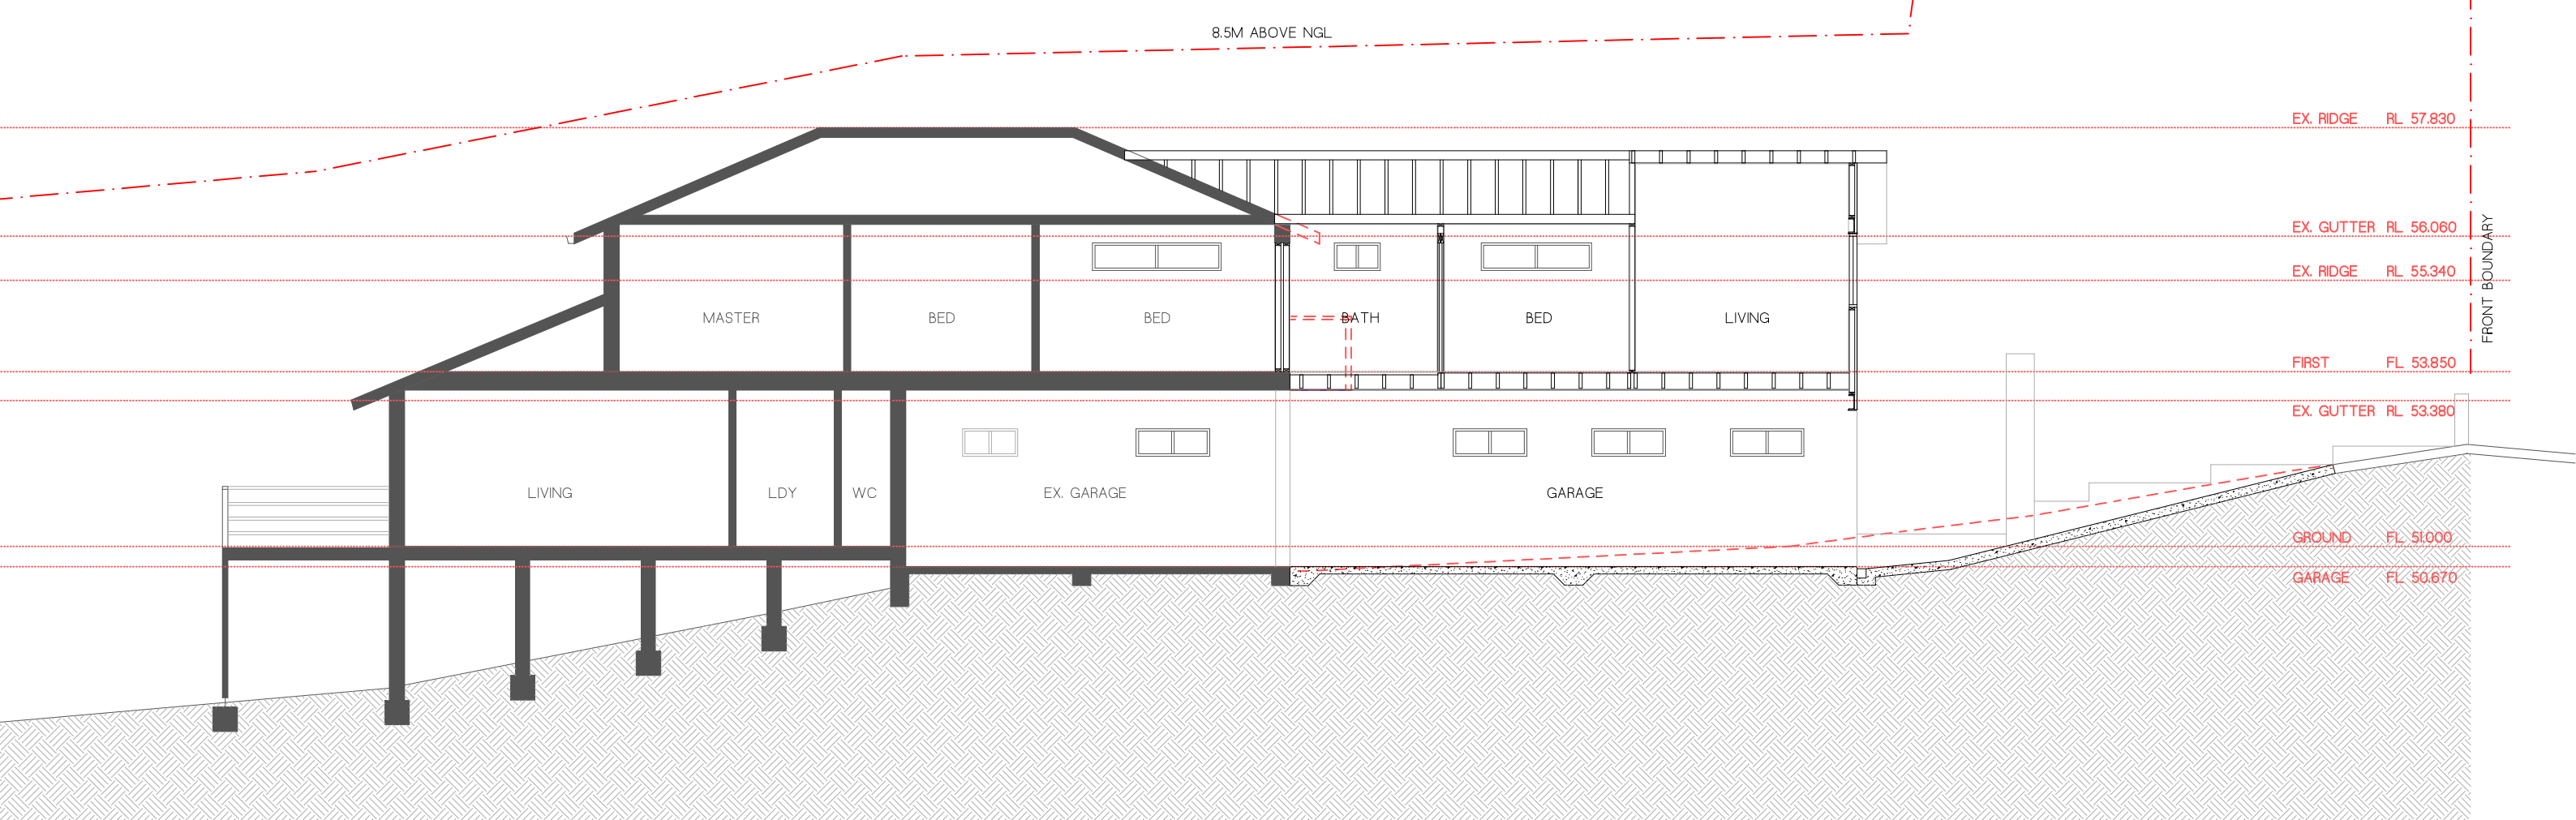 8.5M ABOVE NGL
EX. RIDGE RL 57.830
EX. GUTTER RL 56.060
EX. RIDGE RL 55.340
FRONT BOUNDARY
MASTER
BED
BED
BATH
BED
LIVING
FIRST FL 53.850
EX. GUTTER RL 53.380
LIVING
LDY
WC
EX. GARAGE
GARAGE
GROUND FL 51.000
GARAGE FL 50.670